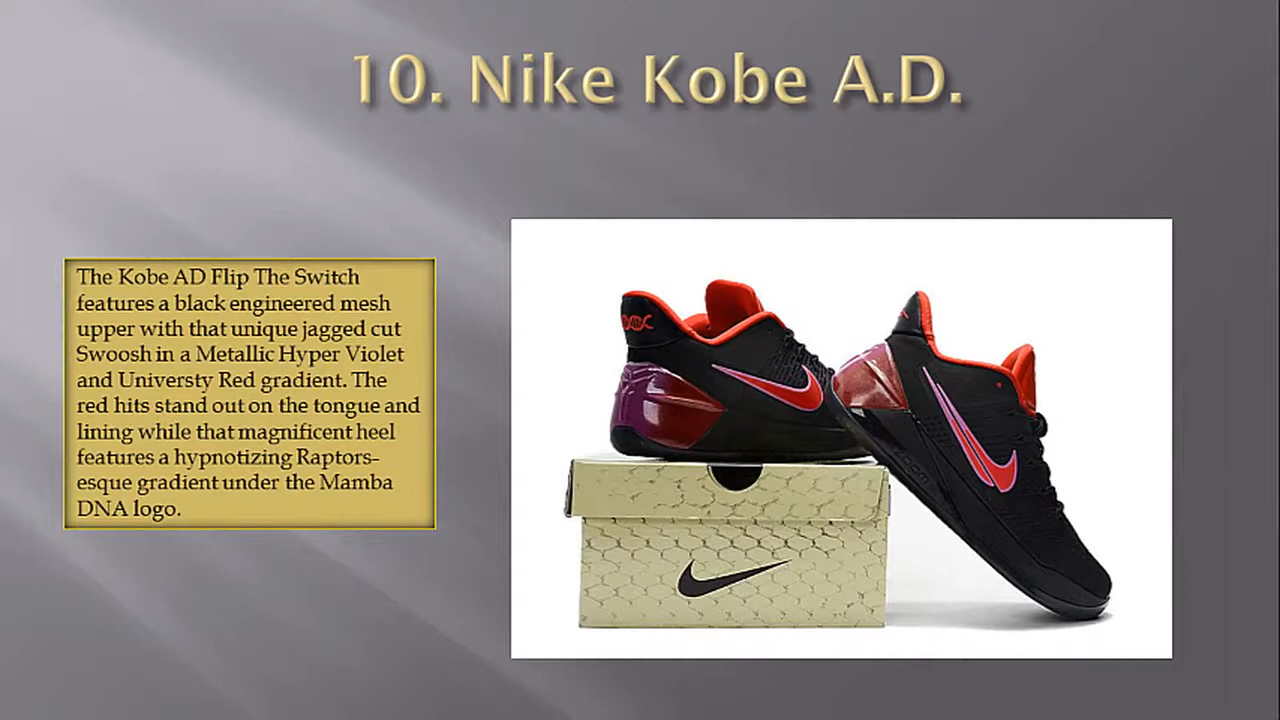 10. Nike Kobe A.D.
The Kobe AD Flip The Switch
features a black engineered mesh
upper with that unique jagged cut
Swoosh in a Metallic Hyper Violet
and Universty Red gradient. The
red hits stand out on the tongue and
lining while that magnificent heel
features a hypnotizing Raptors-
esque gradient under the Mamba
DNA logo.